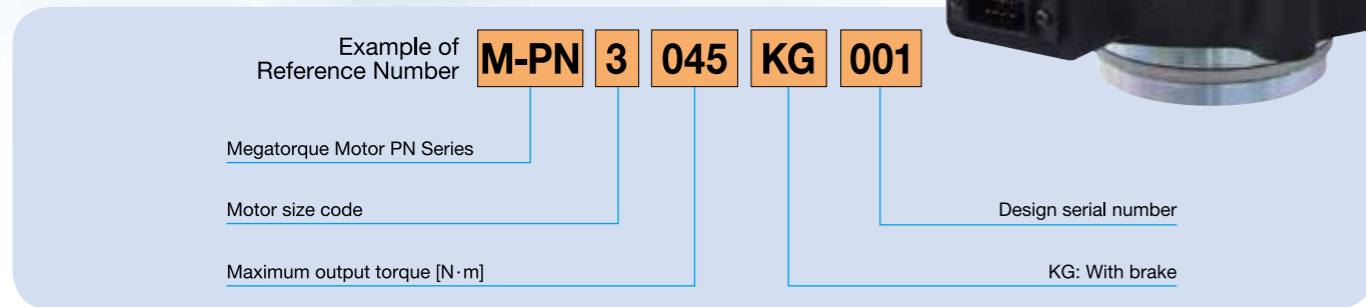 Example of
Reference Number
M-PN 3 045 KG 001
Megatorque Motor PN Series
Motor size code
Design serial number
Maximum output torque [N·m]
KG: With brake